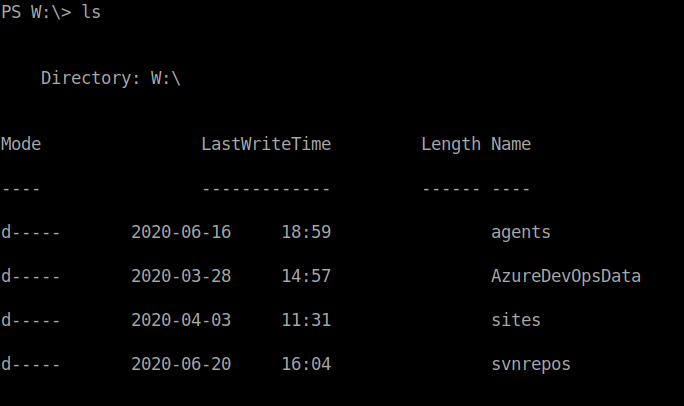 PS W:\> ls
Directory: W:\
Mode                LastWriteTime         Length Name
----                -------------         ------ ----
d-----       2020-06-16     18:59                agents
d-----       2020-03-28     14:57                AzureDevOpsData
d-----       2020-04-03     11:31                sites
d-----       2020-06-20     16:04                svnrepos